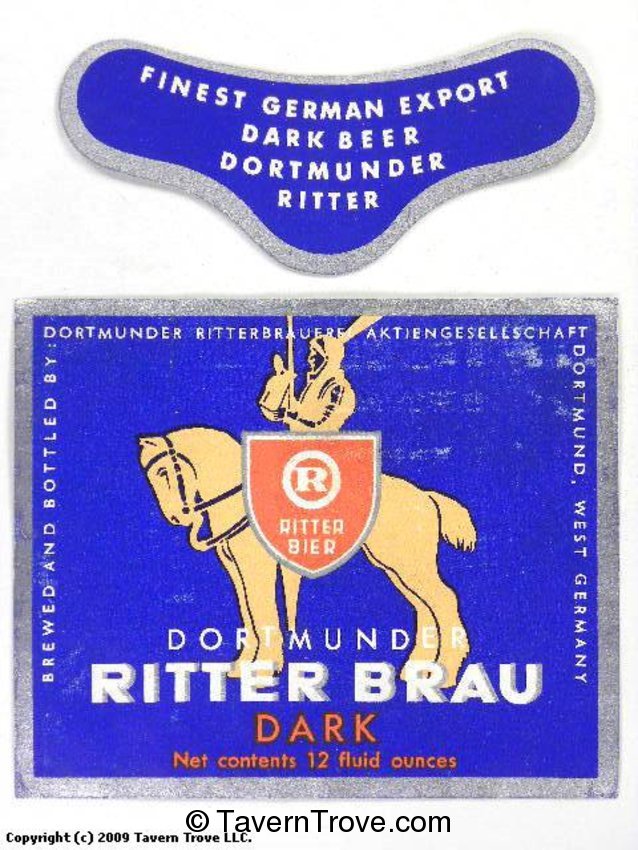 FINEST GERMAN EXPORT
DARK BEER
DORTMUNDER
RITTER
BREWED AND BOTTLED BY:
DORTMUNDER RITTERBRAUEREI AKTIENGESELLSCHAFT
DORTMUND, WEST GERMANY
R
RITTER
BIER
DORTMUNDER
RITTER BRAU
DARK
Net contents 12 fluid ounces
© TavernTrove.com
Copyright (c) 2009 Tavern Trove LLC.